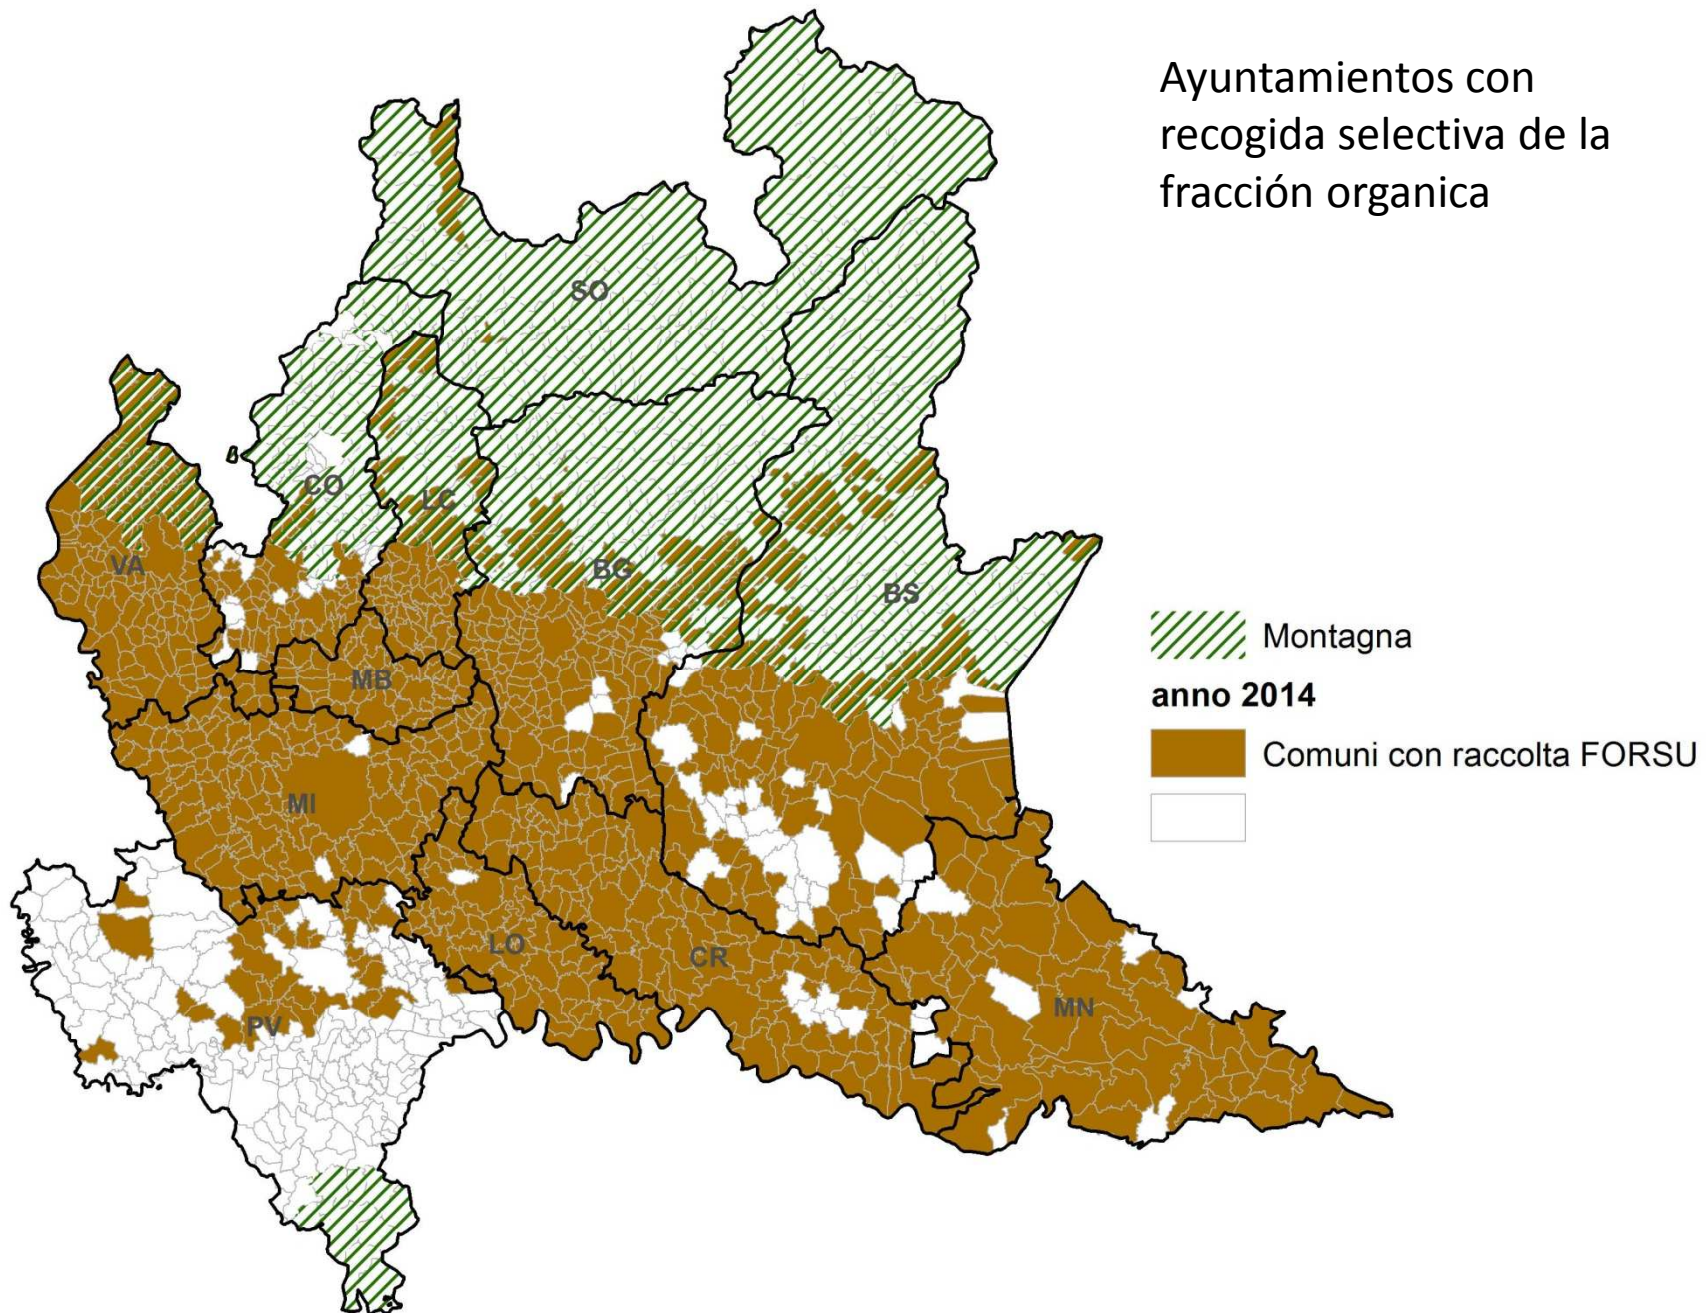 Ayuntamientos con
recogida selectiva de la
fracción organica
SO
CO
LC
VA
BG
BS
MB
MI
LO
CR
PV
MN
Montagna
anno 2014
Comuni con raccolta FORSU